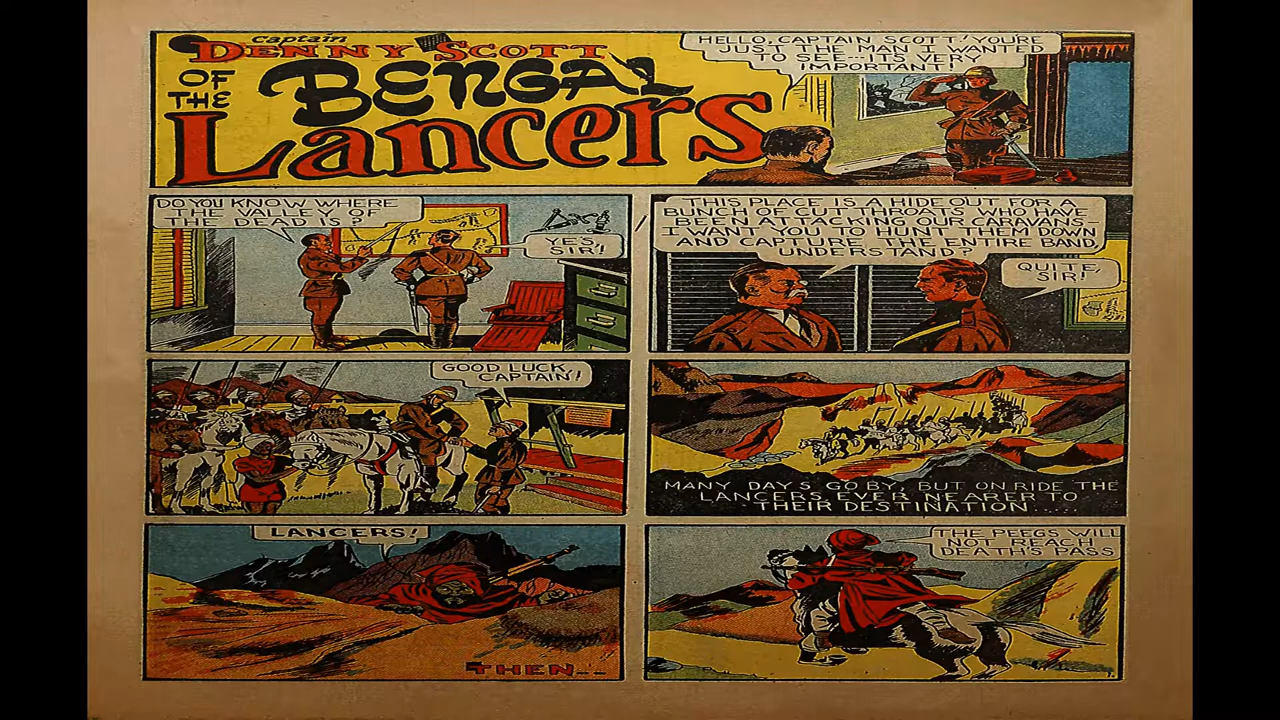 Captain
DENNY SCOTT
OF
THE
BENGAL
Lancers
HELLO, CAPTAIN SCOTT! YOU'RE
JUST THE MAN I WANTED
TO SEE---ITS VERY
IMPORTANT!
DO YOU KNOW WHERE
THE VALLEY OF
THE DEAD IS?
YES,
SIR!
THIS PLACE IS A HIDE OUT FOR A
BUNCH OF CUTTHROATS WHO HAVE
BEEN ATTACKING OUR CARAVANS-
I WANT YOU TO HUNT THEM DOWN
AND CAPTURE THE ENTIRE BAND,
UNDERSTAND?
QUITE,
SIR!
GOOD LUCK,
CAPTAIN!
MANY DAYS GO BY, BUT ON RIDE THE
LANCERS, EVER NEARER TO
THEIR DESTINATION......
LANCERS!
THEN...
THE PEEGS WILL
NOT REACH
DEATH'S PASS
1.